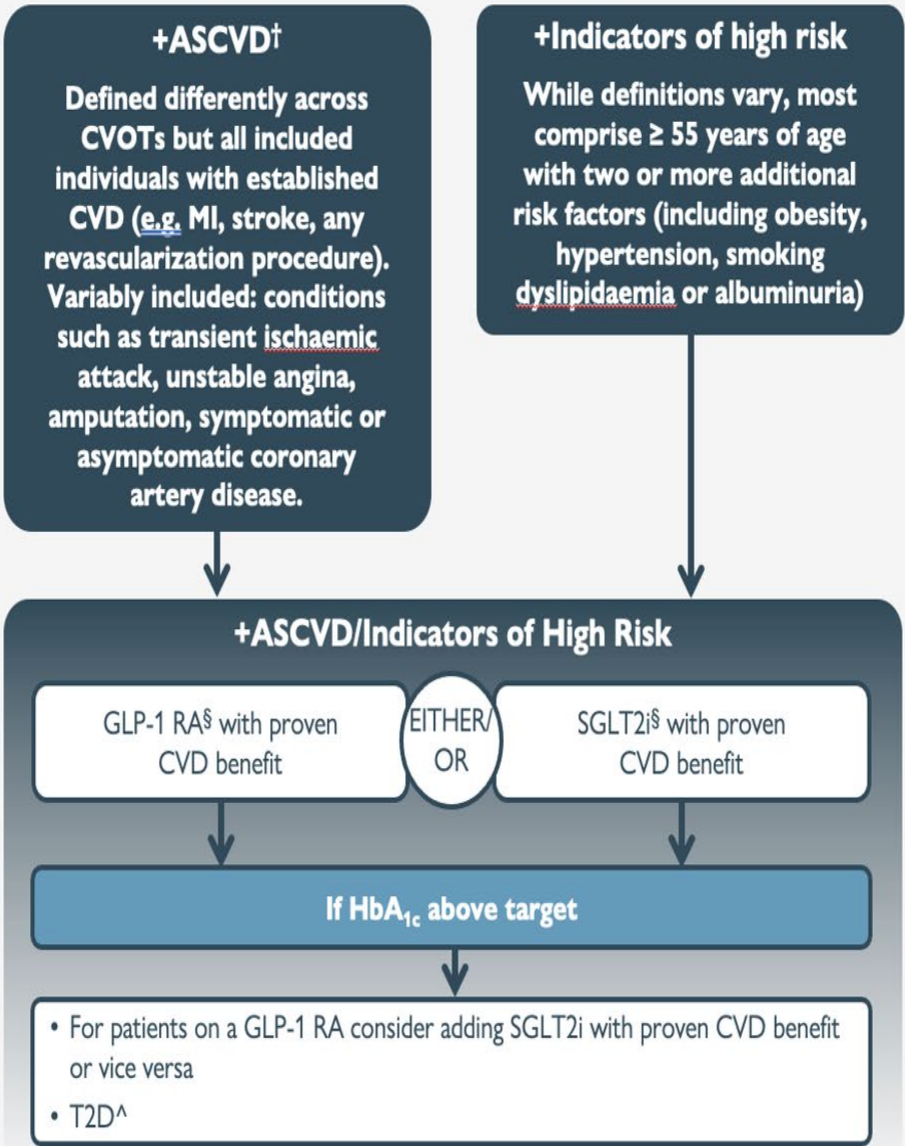 +ASCVD†
Defined differently across
CVOTs but all included
individuals with established
CVD (e.g. MI, stroke, any
revascularization procedure).
Variably included: conditions
such as transient ischaemic
attack, unstable angina,
amputation, symptomatic or
asymptomatic coronary
artery disease.
+Indicators of high risk
While definitions vary, most
comprise ≥ 55 years of age
with two or more additional
risk factors (including obesity,
hypertension, smoking
dyslipidaemia or albuminuria)
+ASCVD/Indicators of High Risk
GLP-1 RA§ with proven
CVD benefit
EITHER/
OR
SGLT2i§ with proven
CVD benefit
If HbA1c above target
• For patients on a GLP-1 RA consider adding SGLT2i with proven CVD benefit
or vice versa
• T2D^